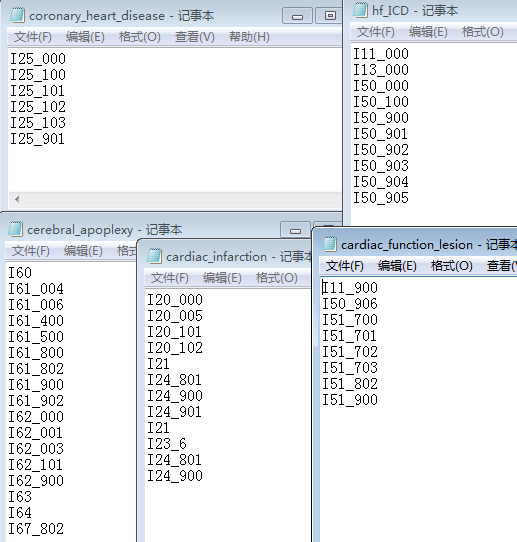 coronary_heart_disease - 记事本
文件(F) 编辑(E) 格式(O) 查看(V) 帮助(H)
I25_000
I25_100
I25_101
I25_102
I25_103
I25_901
hf_ICD - 记事本
文件(F) 编辑(E) 格式(O)
I11_000
I13_000
I50_000
I50_100
I50_900
I50_901
I50_902
I50_903
I50_904
I50_905
cerebral_apoplexy - 记事本
文件(F) 编辑(E) 格式
I60
I61_004
I61_006
I61_400
I61_500
I61_800
I61_802
I61_900
I61_902
I62_000
I62_001
I62_003
I62_101
I62_900
I63
I64
I67_802
cardiac_infarction - 记事本
文件(F) 编辑(E) 格式(O)
I20_000
I20_005
I20_101
I20_102
I21
I24_801
I24_900
I24_901
I21
I23_6
I24_801
I24_900
cardiac_function_lesion - 记事本
文件(F) 编辑(E) 格式(O) 查看(V)
I11_900
I50_906
I51_700
I51_701
I51_702
I51_703
I51_802
I51_900